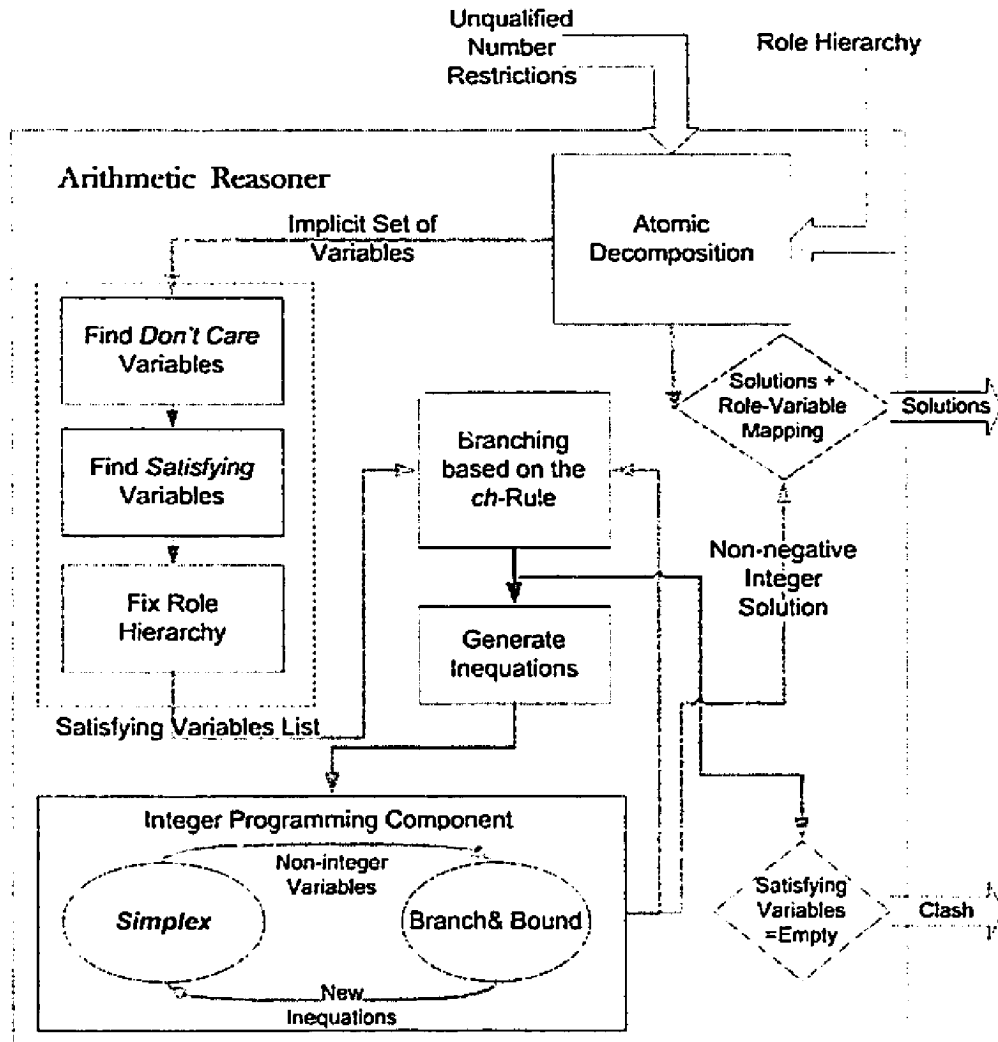 Unqualified
Number
Restrictions
Role Hierarchy
Arithmetic Reasoner
Implicit Set of
Variables
Atomic
Decomposition
Find Don't Care
Variables
Find Satisfying
Variables
Fix Role
Hierarchy
Satisfying Variables List
Branching
based on the
ch-Rule
Generate
Inequations
Solutions +
Role-Variable
Mapping
Solutions
Non-negative
Integer
Solution
Integer Programming Component
Non-integer
Variables
Simplex
Branch& Bound
New
Inequations
Satisfying
Variables
=Empty
Clash